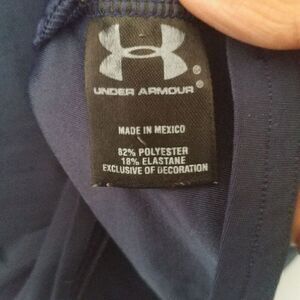 UNDER ARMOUR®
MADE IN MEXICO
82% POLYESTER
18% ELASTANE
EXCLUSIVE OF DECORATION